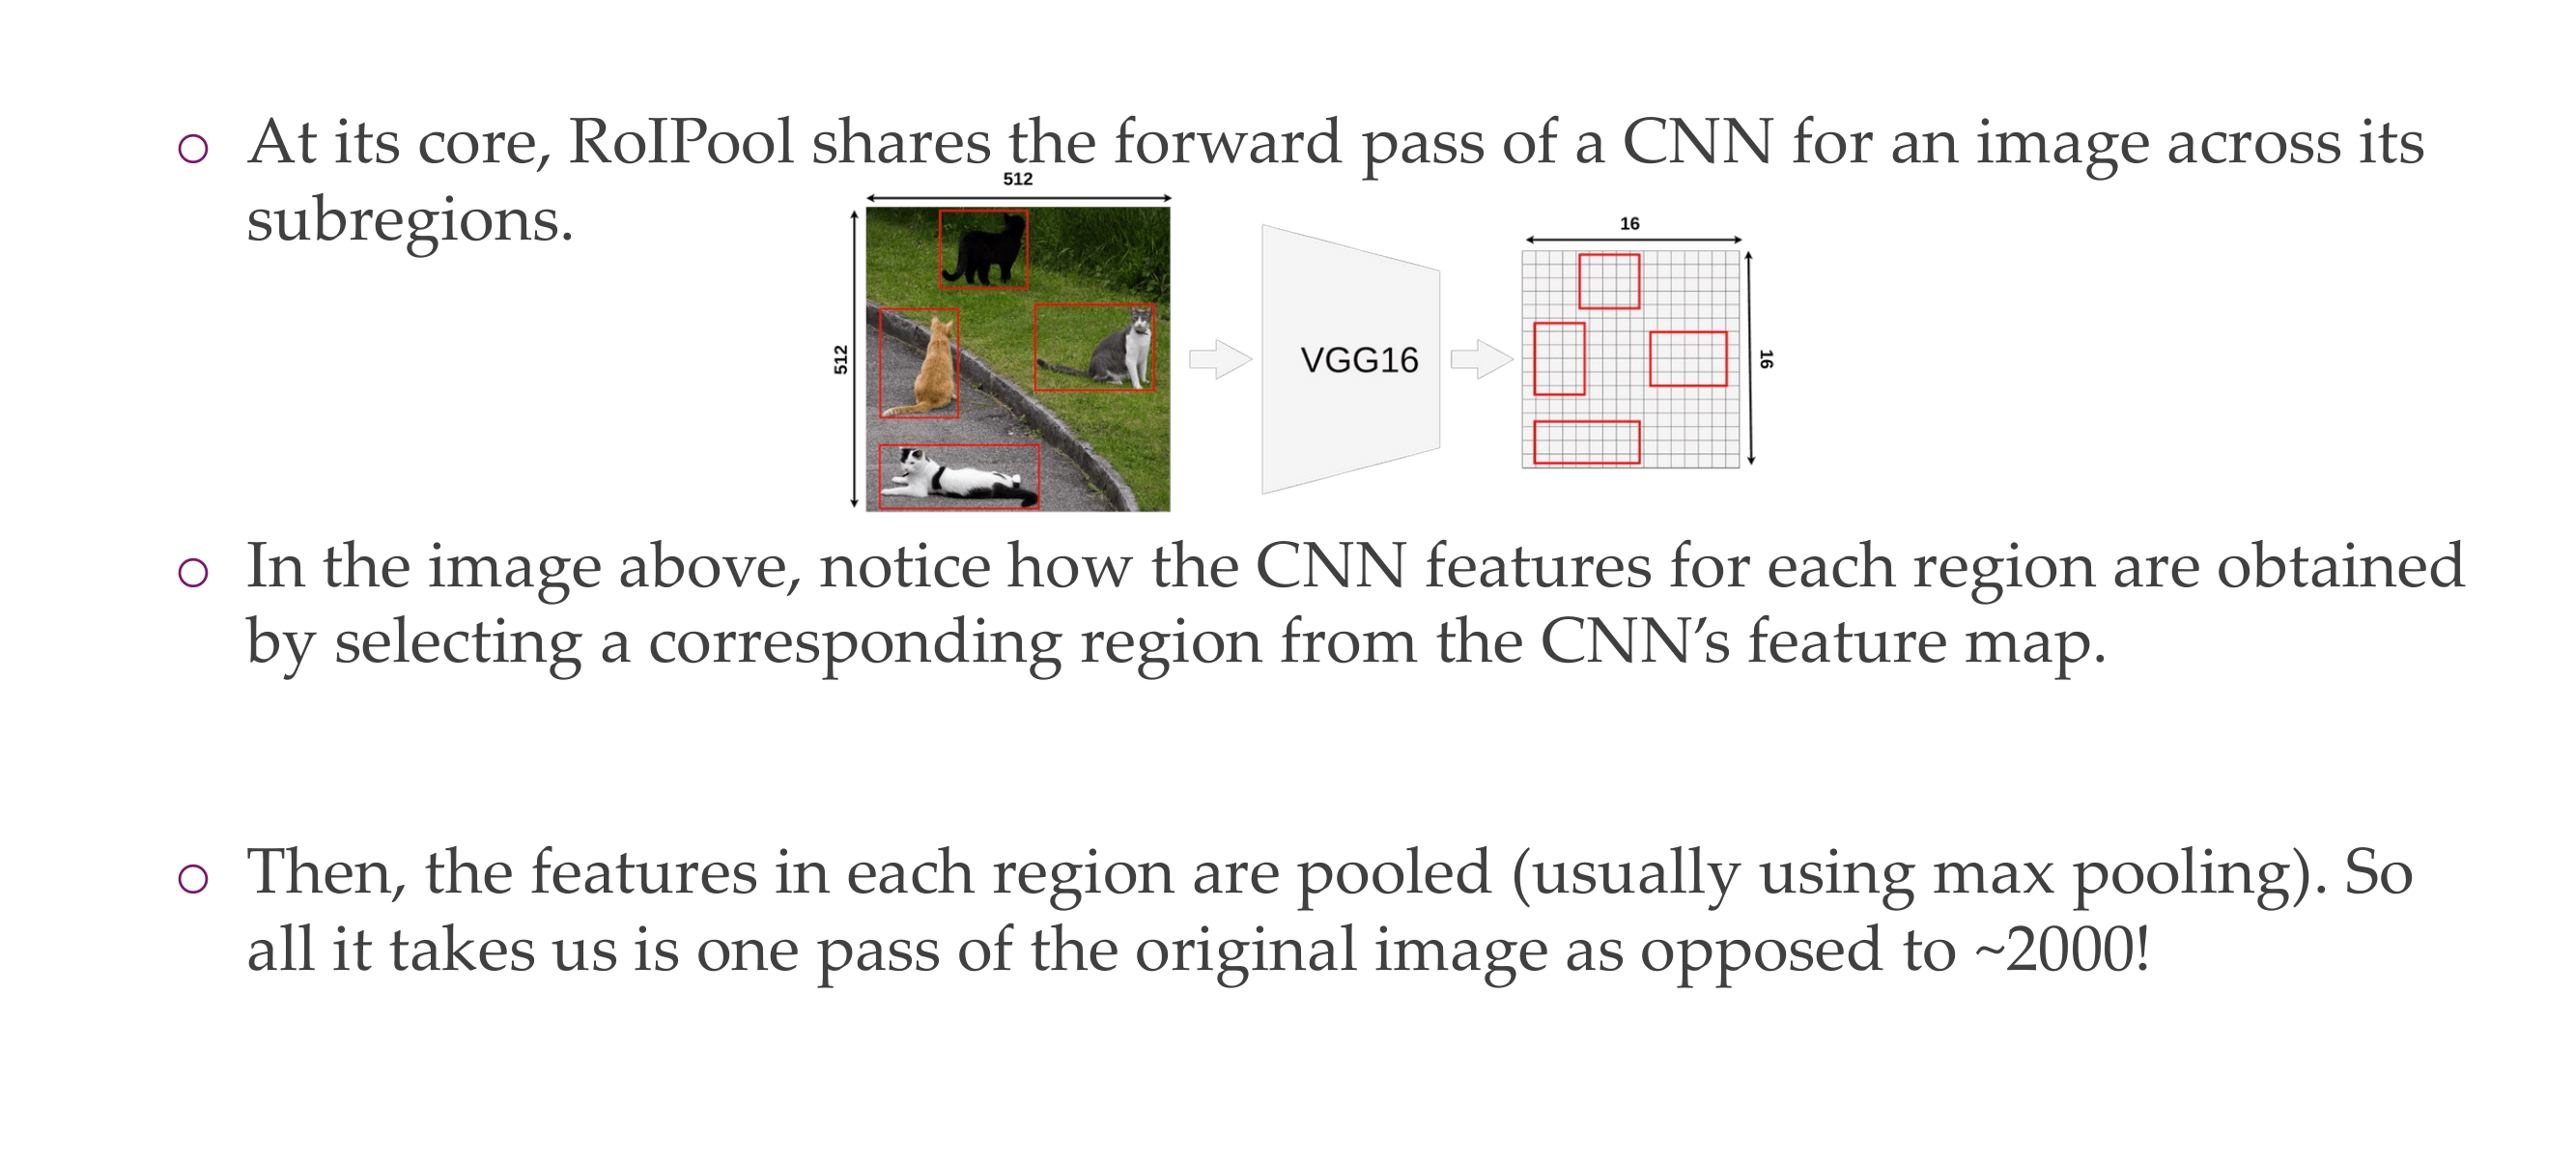 At its core, RoIPool shares the forward pass of a CNN for an image across its
subregions.
512
512
VGG16
16
16
In the image above, notice how the CNN features for each region are obtained
by selecting a corresponding region from the CNN’s feature map.
Then, the features in each region are pooled (usually using max pooling). So
all it takes us is one pass of the original image as opposed to ~2000!